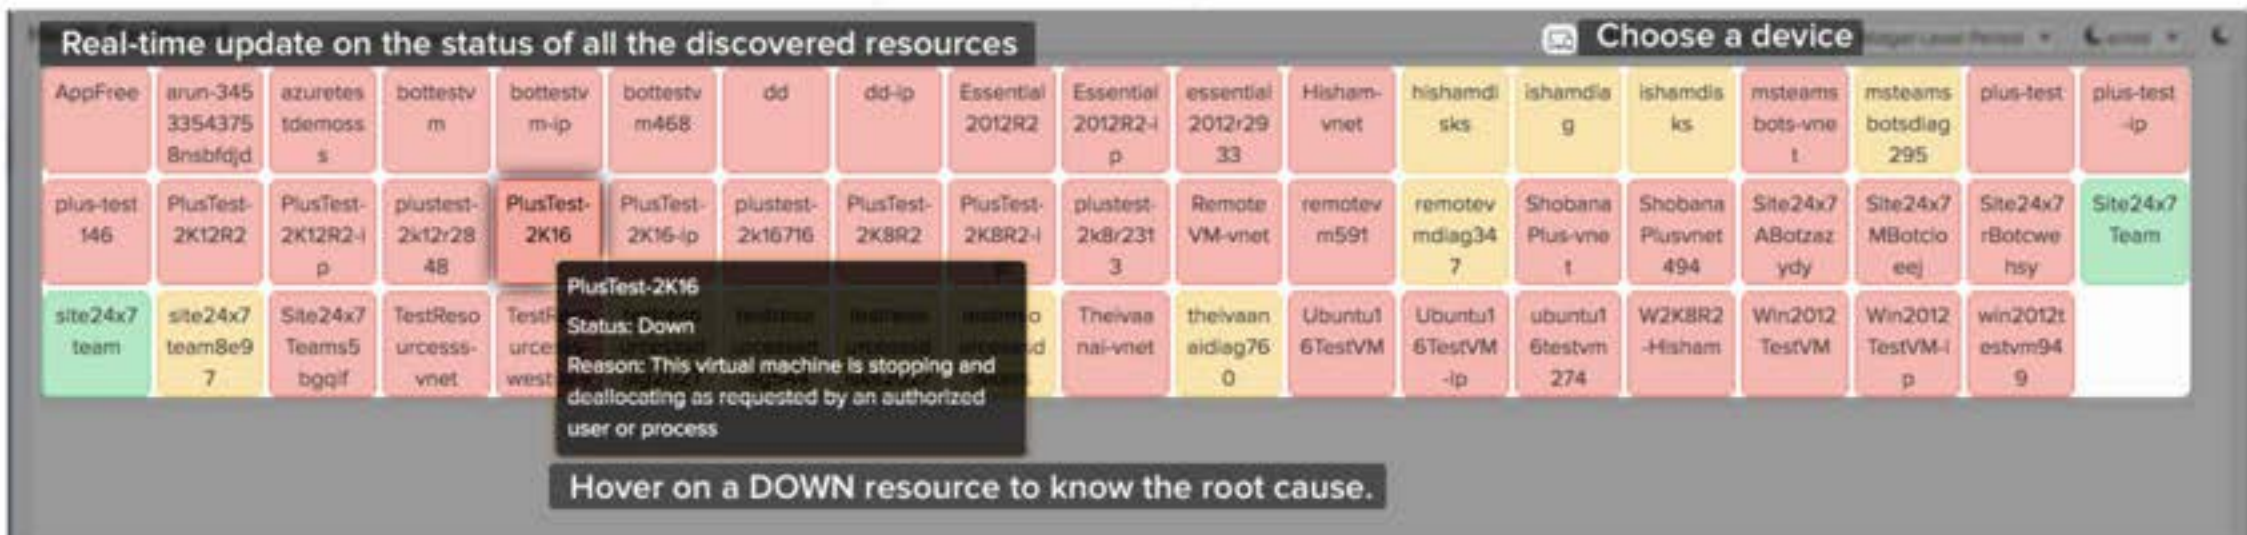 Real-time update on the status of all the discovered resources
Choose a device
AppFree
arun-345
3354375
8nsbfdjd
azuretes
tdemoss
s
bottestv
m
bottestv
m-ip
bottestv
m468
dd
dd-ip
Essential
2012R2
Essential
2012R2-i
p
essential
2012r29
33
Hisham-
vnet
hishamdi
sks
ishamdia
g
ishamdis
ks
msteams
bots-vne
t
msteams
botsdiag
295
plus-test
plus-test
-ip
plus-test
146
PlusTest-
2K12R2
PlusTest-
2K12R2-i
p
plustest-
2k12r28
48
PlusTest-
2K16
PlusTest-
2K16-ip
plustest-
2k16716
PlusTest-
2K8R2
PlusTest-
2K8R2-i
plustest-
2k8r231
3
Remote
VM-vnet
remotev
m591
remotev
mdiag34
7
Shobana
Plus-vne
t
Shobana
Plusvnet
494
Site24x7
ABotzaz
ydy
Site24x7
MBotclo
eej
Site24x7
rBotcwe
hsy
Site24x7
Team
site24x7
team
site24x7
team8e9
7
Site24x7
Teams5
bgqif
TestReso
urcesss-
vnet
Theivaa
nai-vnet
theivaan
aidiag76
0
Ubuntu1
6TestVM
Ubuntu1
6TestVM
-ip
ubuntu1
6testvm
274
W2K8R2
-Hisham
Win2012
TestVM
Win2012
TestVM-i
p
win2012t
estvm94
9
PlusTest-2K16
Status: Down
Reason: This virtual machine is stopping and
deallocating as requested by an authorized
user or process
Hover on a DOWN resource to know the root cause.